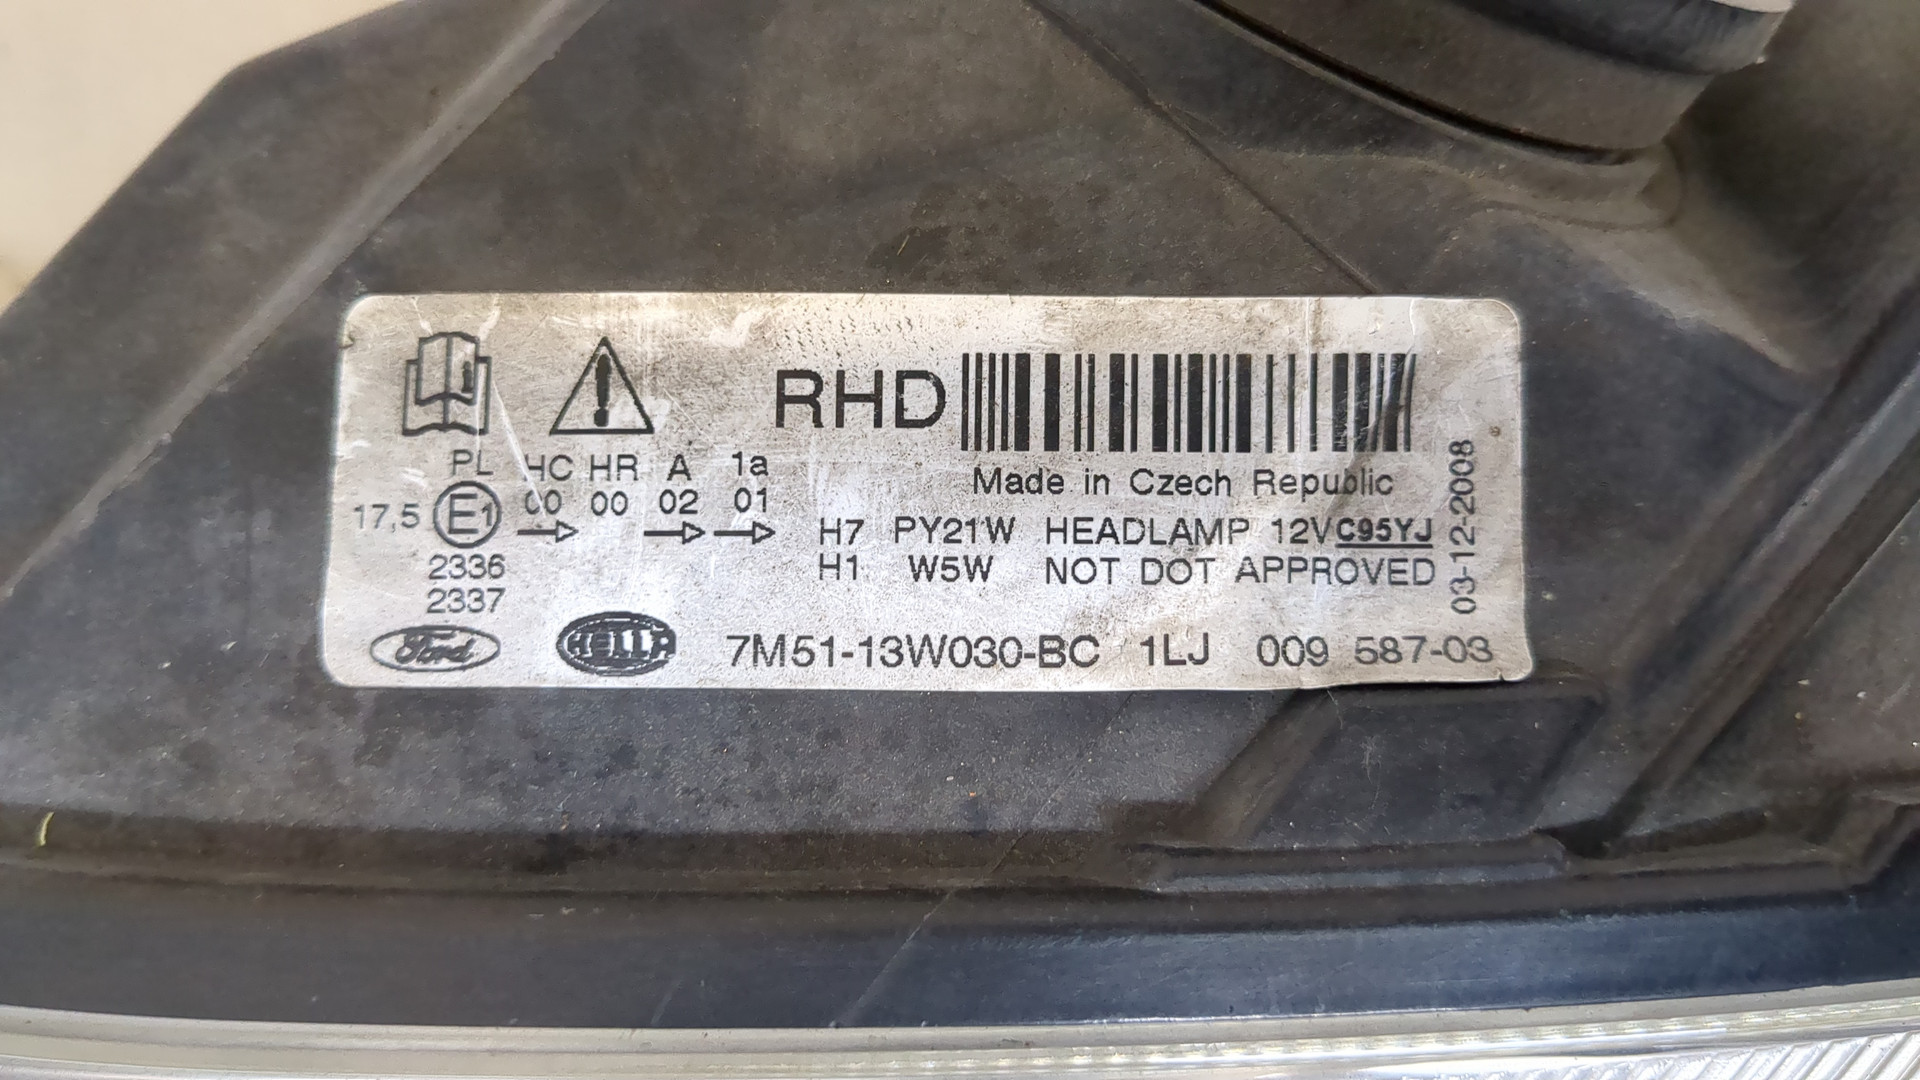 RHD
PL HC HR A 1a
17,5 E1 00 00 02 01
Made in Czech Republic
H7 PY21W HEADLAMP 12V C95YJ
H1 W5W NOT DOT APPROVED
2336
2337
03-12-2008
Ford HELLA 7M51-13W030-BC 1LJ 009 587-03